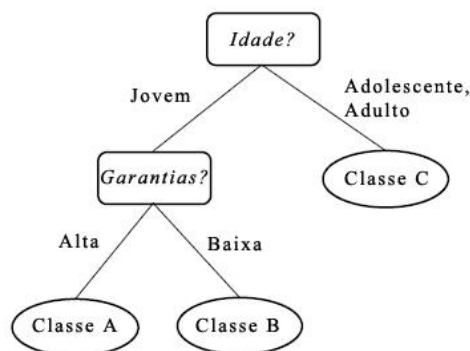 Idade?
Jovem
Adolescente,
Adulto
Garantias?
Classe C
Alta
Baixa
Classe A
Classe B